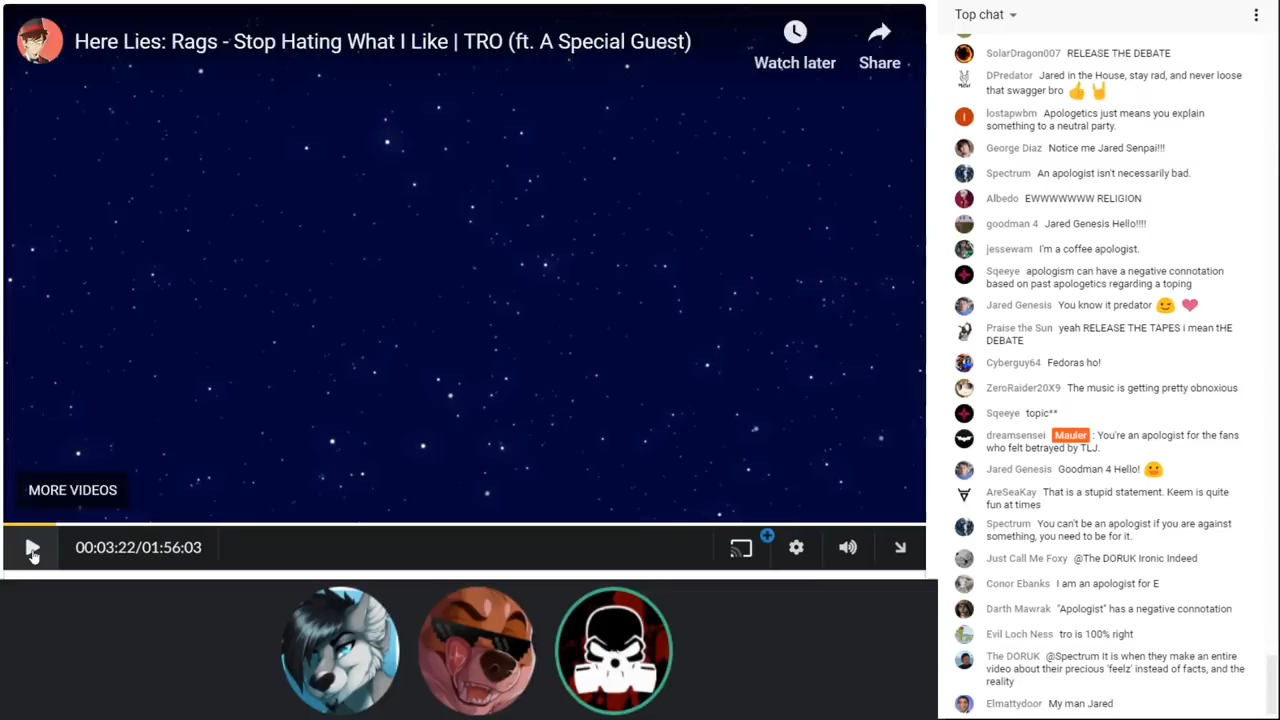 Here Lies: Rags - Stop Hating What I Like | TRO (ft. A Special Guest)
Watch later
Share
MORE VIDEOS
00:03:22/01:56:03
Top chat
SolarDragon007 RELEASE THE DEBATE
DPredator Jared in the House, stay rad, and never loose
that swagger bro 👍 🤘
lostapwbm Apologetics just means you explain
something to a neutral party.
George Diaz Notice me Jared Senpai!!!
Spectrum An apologist isn't necessarily bad.
Albedo EWWWWWWW RELIGION
goodman 4 Jared Genesis Hello!!!!
jessewam I'm a coffee apologist.
Sqeeye apologism can have a negative connotation
based on past apologetics regarding a toping
Jared Genesis You know it predator 😉 ❤
Praise the Sun yeah RELEASE THE TAPES i mean tHE
DEBATE
Cyberguy64 Fedoras ho!
ZeroRaider20X9 The music is getting pretty obnoxious
Sqeeye topic**
dreamsensei Mauler : You're an apologist for the fans
who felt betrayed by TLJ.
Jared Genesis Goodman 4 Hello! 🙂
AreSeaKay That is a stupid statement. Keem is quite
fun at times
Spectrum You can't be an apologist if you are against
something, you need to be for it.
Just Call Me Foxy @The DORUK Ironic Indeed
Conor Ebanks I am an apologist for E
Darth Mawrak "Apologist" has a negative connotation
Evil Loch Ness tro is 100% right
The DORUK @Spectrum It is when they make an entire
video about their precious 'feelz' instead of facts, and the
reality
Elmattydoor My man Jared